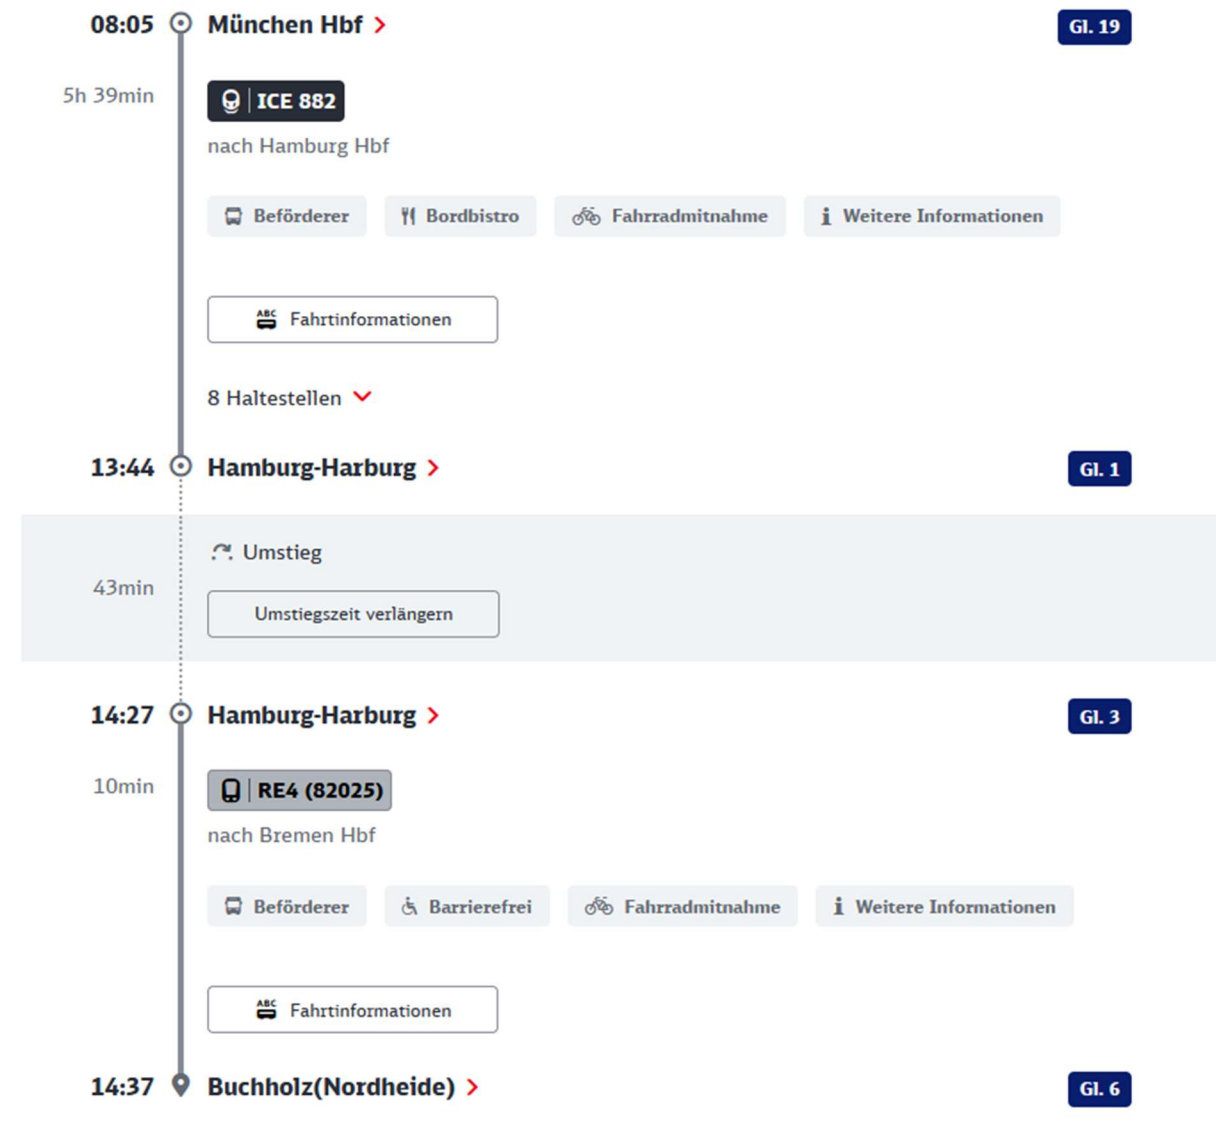 08:05 München Hbf Gl. 19
5h 39min ICE 882
nach Hamburg Hbf
Beförderer Bordbistro Fahrradmitnahme Weitere Informationen
ABC Fahrtinformationen
8 Haltestellen
13:44 Hamburg-Harburg Gl. 1
Umstieg
43min
Umstiegszeit verlängern
14:27 Hamburg-Harburg Gl. 3
10min RE4 (82025)
nach Bremen Hbf
Beförderer Barrierefrei Fahrradmitnahme Weitere Informationen
ABC Fahrtinformationen
14:37 Buchholz(Nordheide) Gl. 6